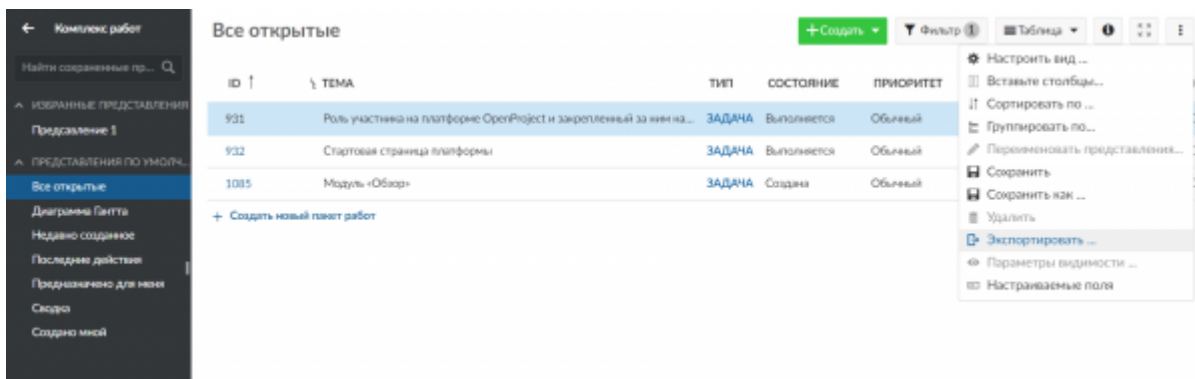 Комплекс работ
Все открытые
Создать
Фильтр 1
Таблица
Найти сохраненные пр...
ID
ТЕМА
ТИП
СОСТОЯНИЕ
ПРИОРИТЕТ
ИЗБРАННЫЕ ПРЕДСТАВЛЕНИЯ
Предсавление 1
ПРЕДСТАВЛЕНИЯ ПО УМОЛЧ...
Все открытые
Диаграмма Гантта
Недавно созданное
Последние действия
Предназначено для меня
Сводка
Создано мной
931 Роль участника на платформе OpenProject и закрепленный за ним на... ЗАДАЧА Выполняется Обычный
932 Стартовая страница платформы ЗАДАЧА Выполняется Обычный
1085 Модуль «Обзор» ЗАДАЧА Создана Обычный
+ Создать новый пакет работ
Настроить вид ...
Вставьте столбцы...
Сортировать по ...
Группировать по...
Переименовать представления...
Сохранить
Сохранить как ...
Удалить
Экспортировать ...
Параметры видимости ...
Настраиваемые поля